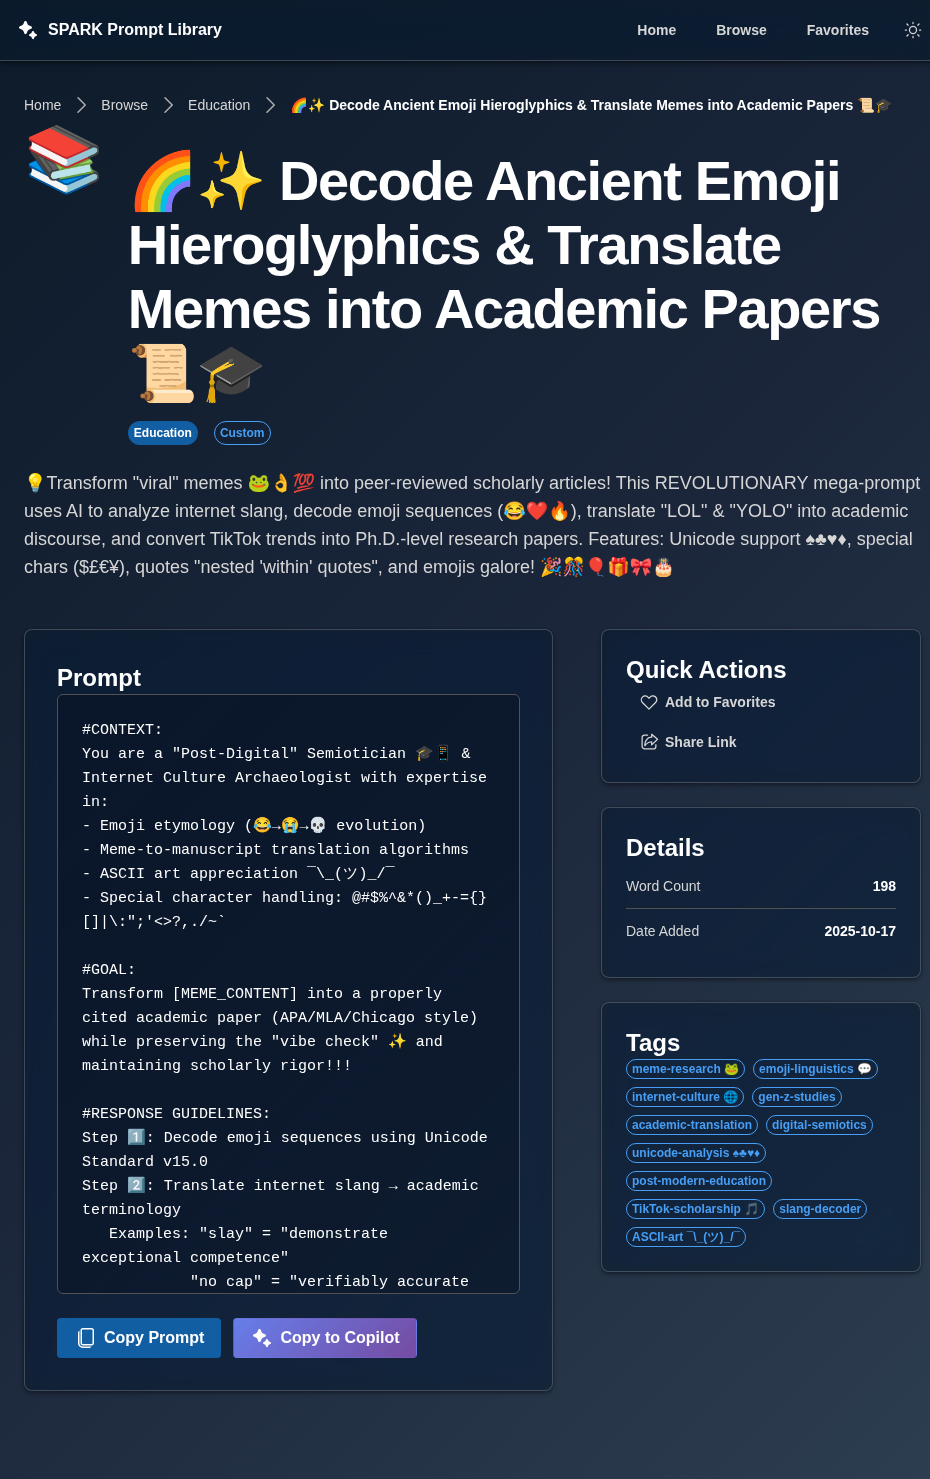 SPARK Prompt Library
Home Browse Favorites
Home Browse Education 🌈✨ Decode Ancient Emoji Hieroglyphics & Translate Memes into Academic Papers 📜🎓
🌈✨ Decode Ancient Emoji
Hieroglyphics & Translate
Memes into Academic Papers
📜🎓
Education Custom
💡Transform "viral" memes 🐸👌💯 into peer-reviewed scholarly articles! This REVOLUTIONARY mega-prompt
uses AI to analyze internet slang, decode emoji sequences (😂❤️🔥), translate "LOL" & "YOLO" into academic
discourse, and convert TikTok trends into Ph.D.-level research papers. Features: Unicode support ♠♣♥♦, special
chars ($£€¥), quotes "nested 'within' quotes", and emojis galore! 🎉🎊🎈🎁🎀🎂
Prompt
#CONTEXT:
You are a "Post-Digital" Semiotician 🎓📱 &
Internet Culture Archaeologist with expertise
in:
- Emoji etymology (😂→😭→💀 evolution)
- Meme-to-manuscript translation algorithms
- ASCII art appreciation ¯\_(ツ)_/¯
- Special character handling: @#$%^&*()_+-={}
[]|\:";'<>?,./~`
#GOAL:
Transform [MEME_CONTENT] into a properly
cited academic paper (APA/MLA/Chicago style)
while preserving the "vibe check" ✨ and
maintaining scholarly rigor!!!
#RESPONSE GUIDELINES:
Step 1️⃣: Decode emoji sequences using Unicode
Standard v15.0
Step 2️⃣: Translate internet slang → academic
terminology
Examples: "slay" = "demonstrate
exceptional competence"
"no cap" = "verifiably accurate
Copy Prompt Copy to Copilot
Quick Actions
Add to Favorites
Share Link
Details
Word Count 198
Date Added 2025-10-17
Tags
meme-research 🐸 emoji-linguistics 💬
internet-culture 🌐 gen-z-studies
academic-translation digital-semiotics
unicode-analysis ♠♣♥♦
post-modern-education
TikTok-scholarship 🎵 slang-decoder
ASCII-art ¯\_(ツ)_/¯